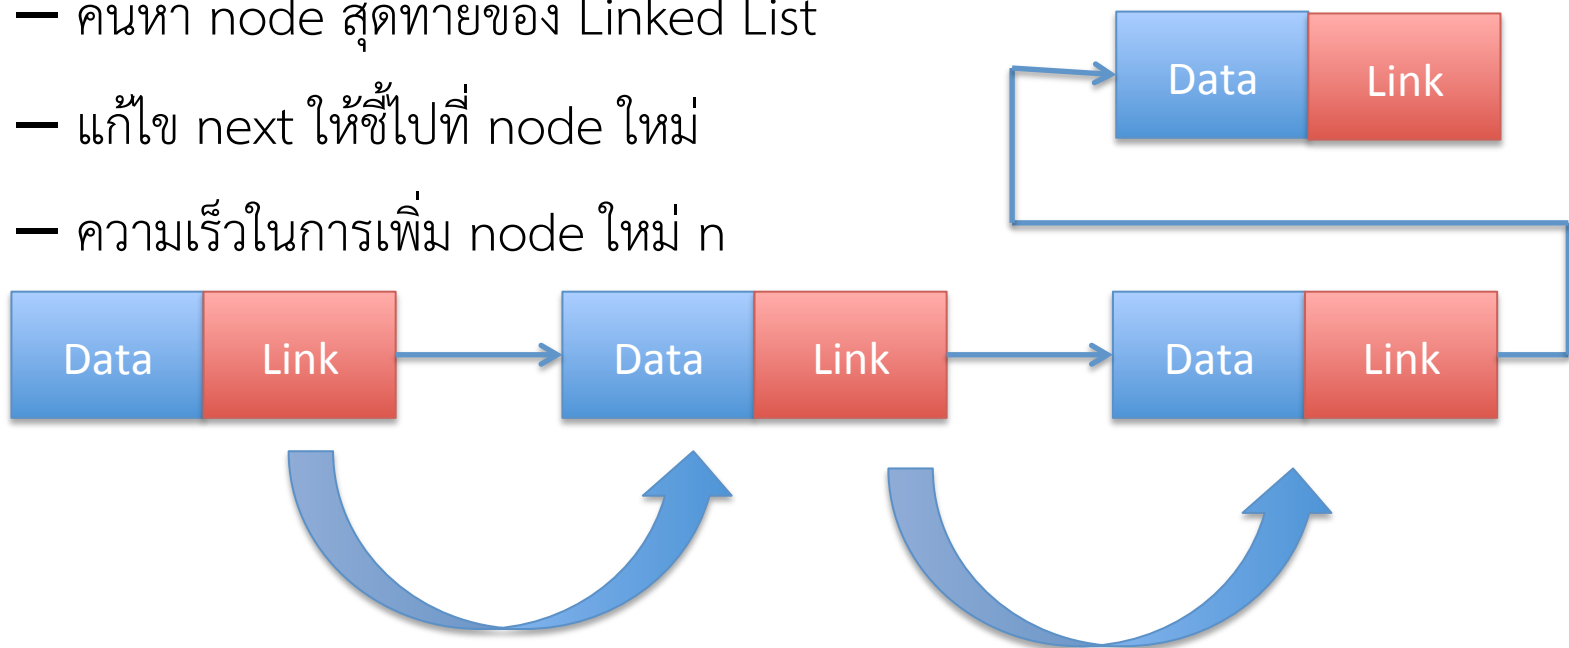 — ค้นหา node สุดท้ายของ Linked List
— แก้ไข next ให้ชี้ไปที่ node ใหม่
— ความเร็วในการเพิ่ม node ใหม่ n
Data Link
Data Link Data Link Data Link